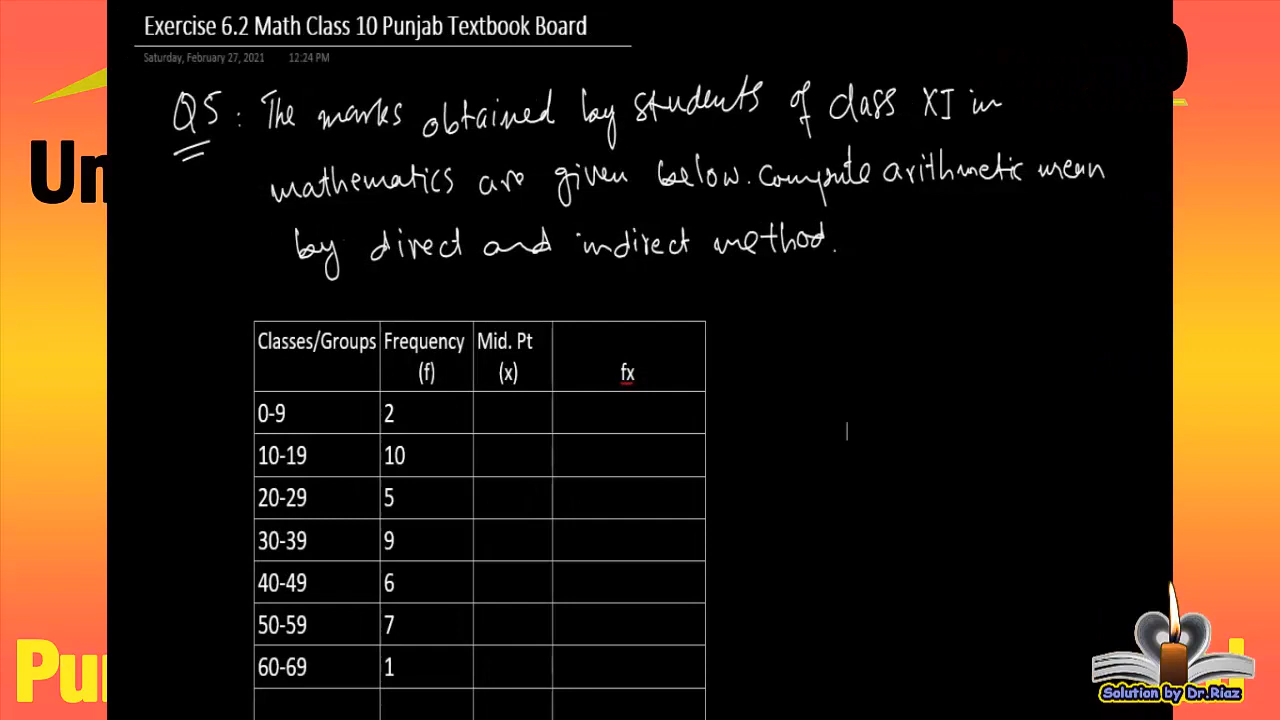 Exercise 6.2 Math Class 10 Punjab Textbook Board
Saturday, February 27, 2021 12:24 PM
Q5: The marks obtained by students of class XI in
mathematics are given below. compute arithmetic mean
by direct and indirect method.
Un
Classes/Groups Frequency (f) Mid. Pt (x) fx
0-9 2
10-19 10
20-29 5
30-39 9
40-49 6
50-59 7
60-69 1
Pu
Solution by Dr.Riaz